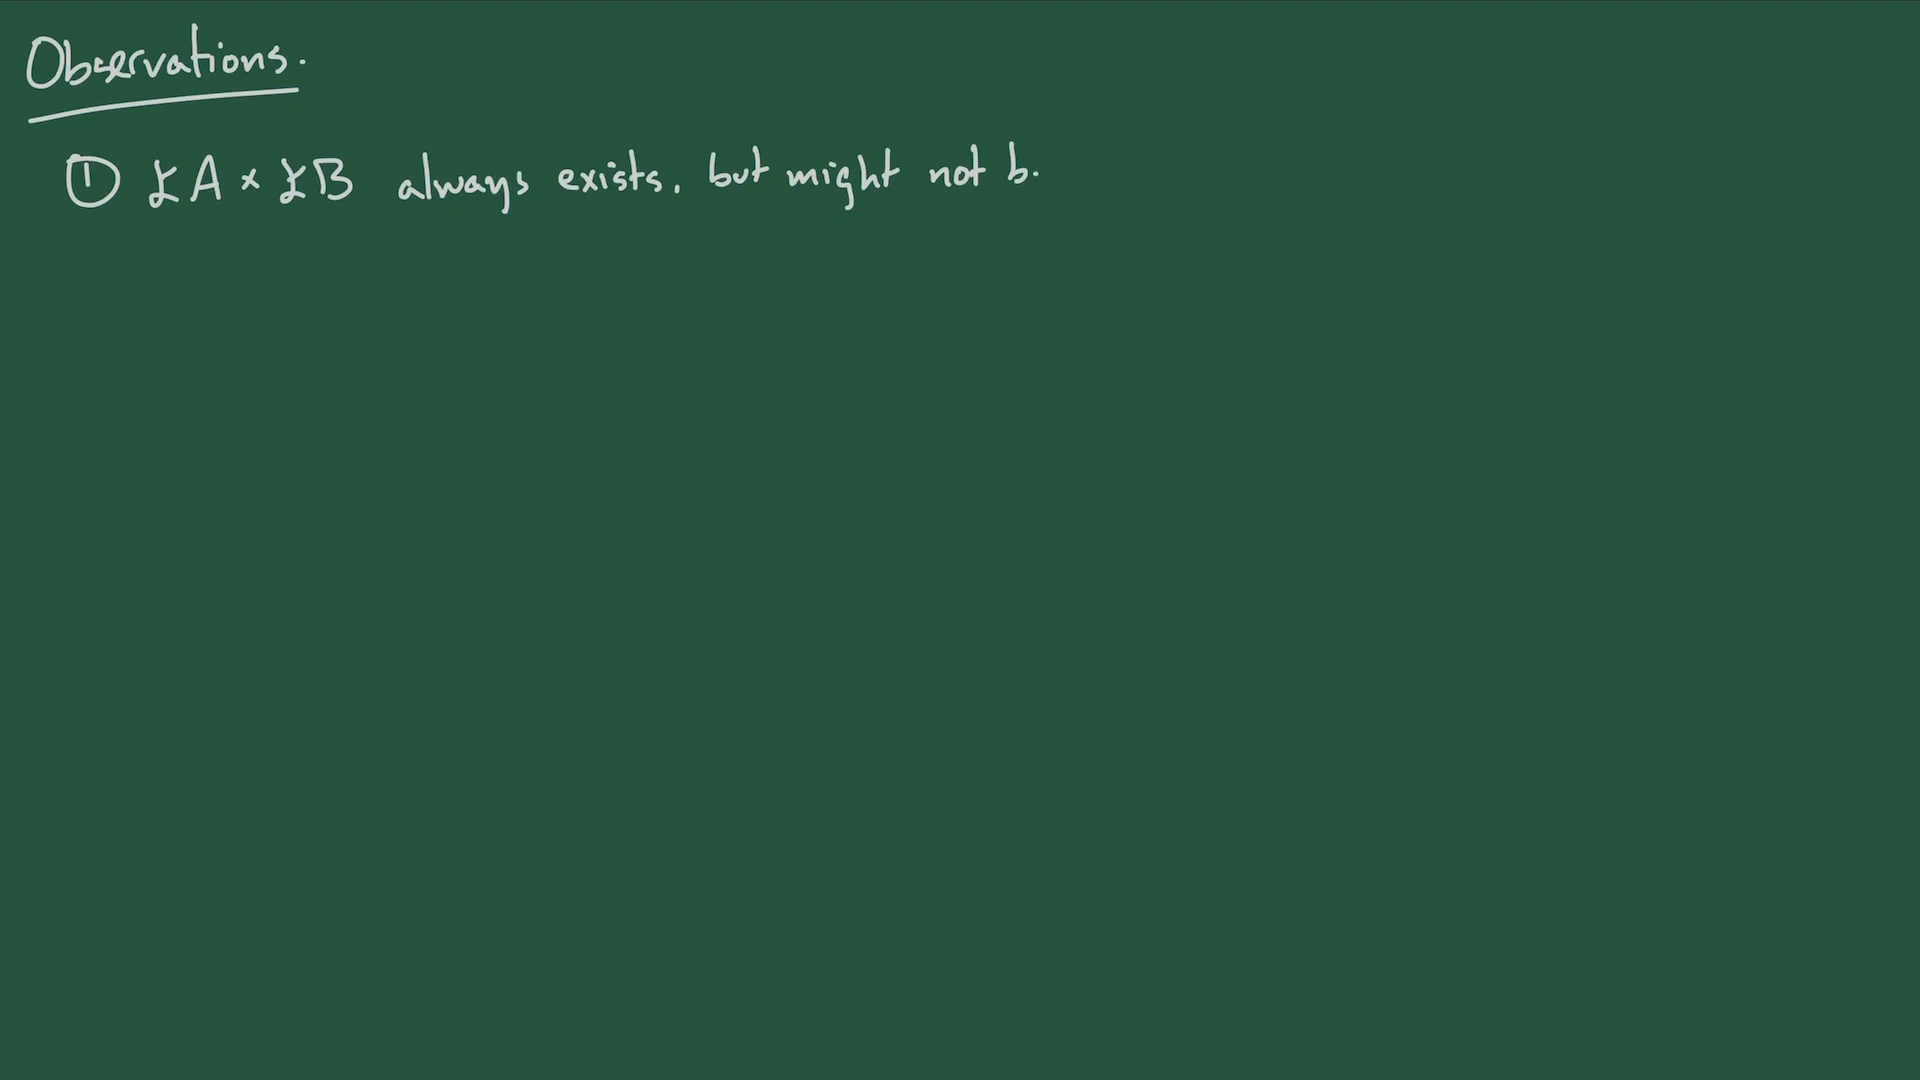 Observations.
① ⨯A × ⨯B always exists, but might not b.